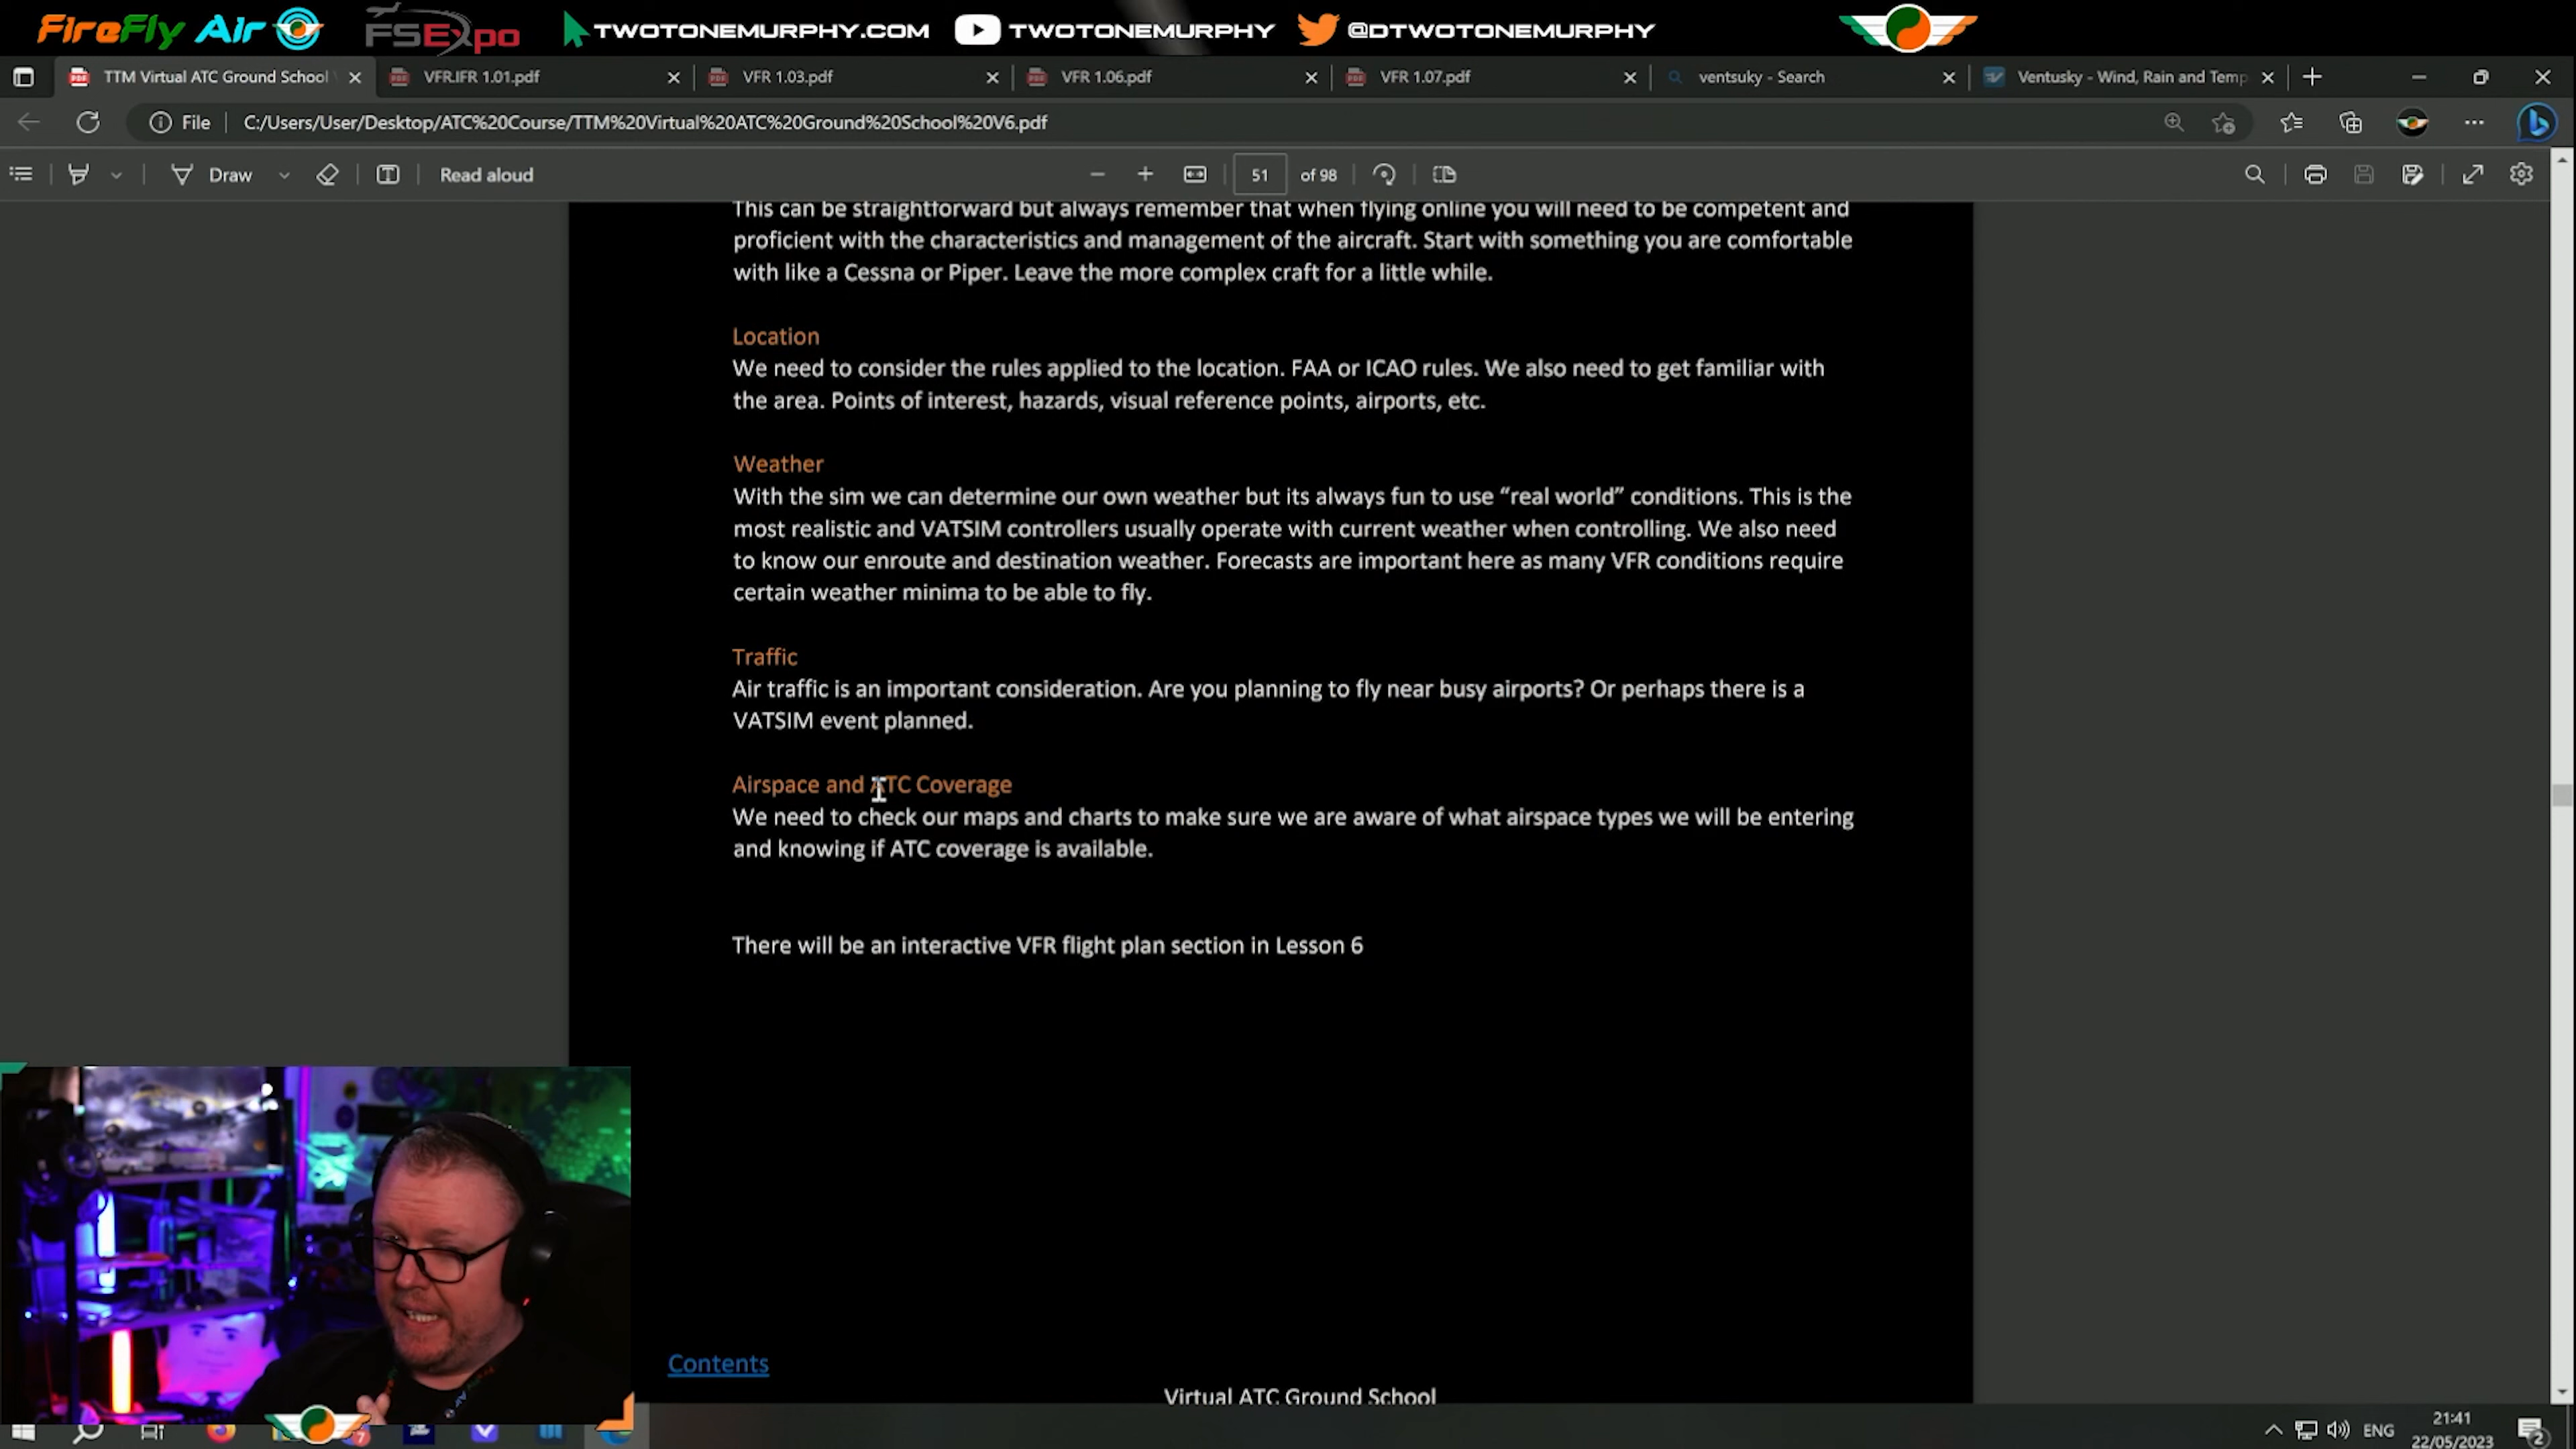 FireFly Air FSExpo TWOTONEMURPHY.COM TWOTONEMURPHY @DTWOTONEMURPHY
TTM Virtual ATC Ground School V VFR.IFR 1.01.pdf VFR 1.03.pdf VFR 1.06.pdf VFR 1.07.pdf ventsuky - Search Ventusky - Wind, Rain and Temp
File C:/Users/User/Desktop/ATC%20Course/TTM%20Virtual%20ATC%20Ground%20School%20V6.pdf
Draw Read aloud 51 of 98
This can be straightforward but always remember that when flying online you will need to be competent and
proficient with the characteristics and management of the aircraft. Start with something you are comfortable
with like a Cessna or Piper. Leave the more complex craft for a little while.
Location
We need to consider the rules applied to the location. FAA or ICAO rules. We also need to get familiar with
the area. Points of interest, hazards, visual reference points, airports, etc.
Weather
With the sim we can determine our own weather but its always fun to use “real world” conditions. This is the
most realistic and VATSIM controllers usually operate with current weather when controlling. We also need
to know our enroute and destination weather. Forecasts are important here as many VFR conditions require
certain weather minima to be able to fly.
Traffic
Air traffic is an important consideration. Are you planning to fly near busy airports? Or perhaps there is a
VATSIM event planned.
Airspace and ATC Coverage
We need to check our maps and charts to make sure we are aware of what airspace types we will be entering
and knowing if ATC coverage is available.
There will be an interactive VFR flight plan section in Lesson 6
Contents
Virtual ATC Ground School
7
ENG
21:41
22/05/2023
2